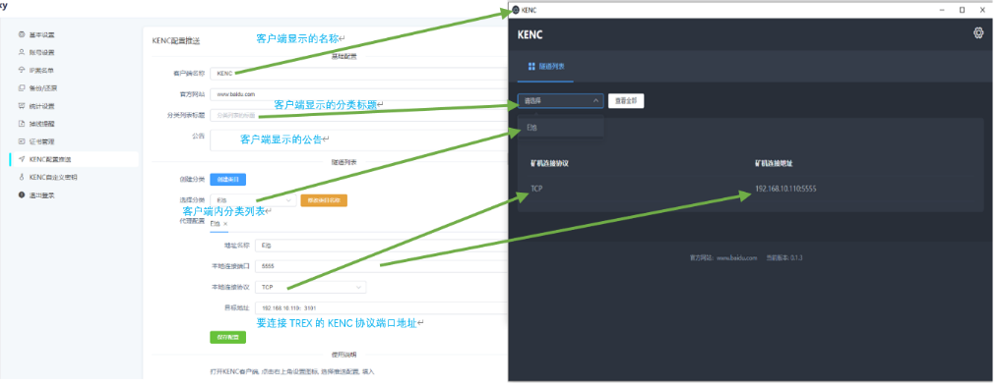 xy
基本设置
账号设置
IP黑名单
备份/还原
统计设置
掉线提醒
证书管理
KENC配置推送
KENC自定义密钥
退出登录
KENC配置推送
客户端显示的名称
基础配置
客户端名称 KENC
官方网站 www.baidu.com
客户端显示的分类标题
分类列表标题 分类列表的标题
公告
客户端显示的公告
隧道列表
创建分类 创建类目
选择分类 E池 修改类目名称
客户端内分类列表
代理配置 E池 ×
地址名称 E池
本地连接端口 5555
本地连接协议 TCP
目标地址 192.168.10.110: 3101
要连接 TREX 的 KENC 协议端口地址
保存配置
使用说明
打开KENC客户端, 点击右上角设置图标, 选择推送配置, 填入
KENC
KENC
隧道列表
请选择 查看全部
E池
矿机连接协议 矿机连接地址
TCP 192.168.10.110:5555
官方网站: www.baidu.com 当前版本: 0.1.3